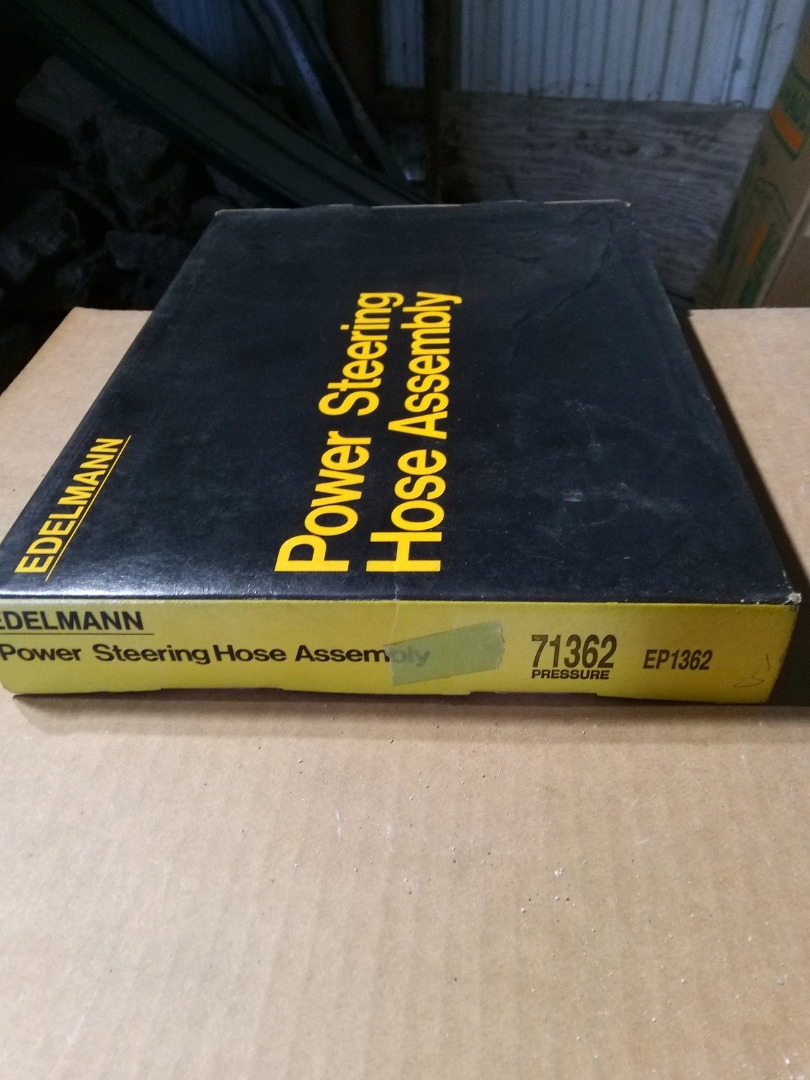 EDELMANN
Power Steering
Hose Assembly
EDELMANN
Power Steering Hose Assembly
71362
PRESSURE
EP1362